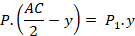 P.(AC/2 − y) = P₁.y